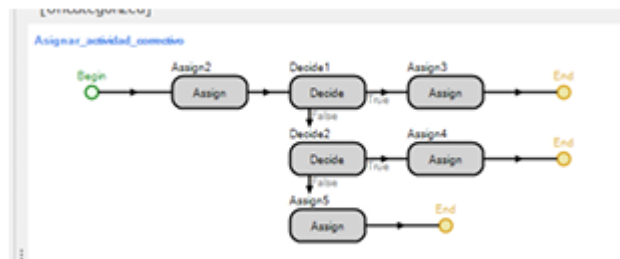 [Uncategorized]
Asignar_actividad_correctivo
Begin
Assign2
Assign
Decide1
Decide
True
False
Assign3
Assign
End
Decide2
Decide
True
False
Assign4
Assign
End
Assign5
Assign
End